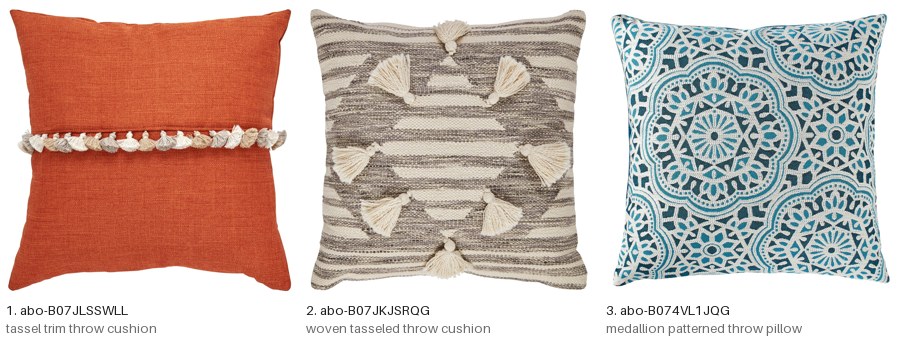 1. abo-B07JLSSWLL
tassel trim throw cushion
2. abo-B07JKJSRQG
woven tasseled throw cushion
3. abo-B074VL1JQG
medallion patterned throw pillow